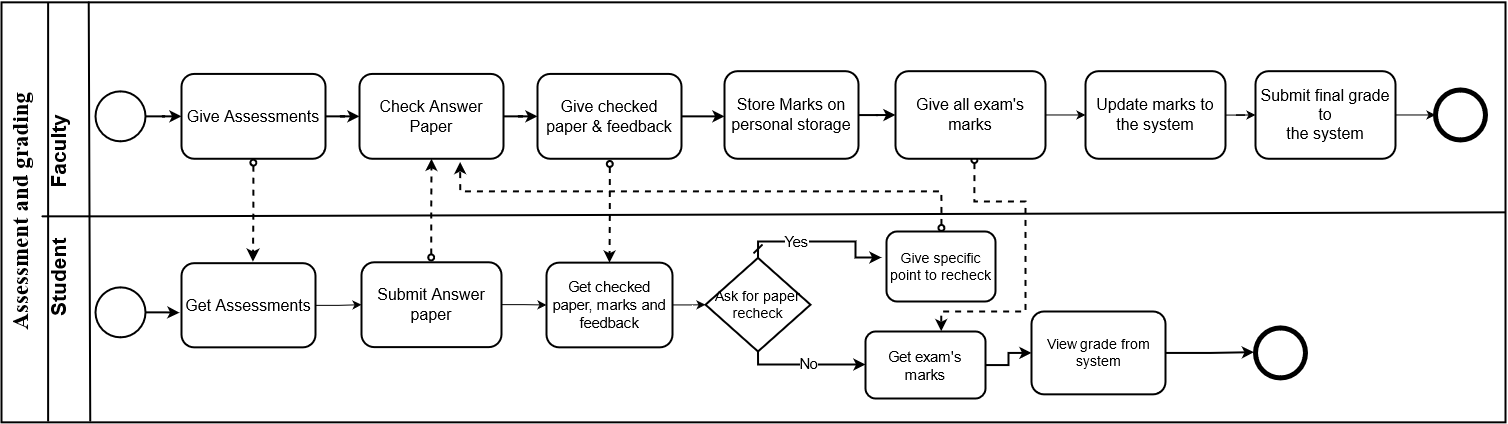 Assessment and grading
Faculty
Give Assessments
Check Answer
Paper
Give checked
paper & feedback
Store Marks on
personal storage
Give all exam's
marks
Update marks to
the system
Submit final grade
to
the system
Student
Get Assessments
Submit Answer
paper
Get checked
paper, marks and
feedback
Ask for paper
recheck
Yes
Give specific
point to recheck
No
Get exam's
marks
View grade from
system